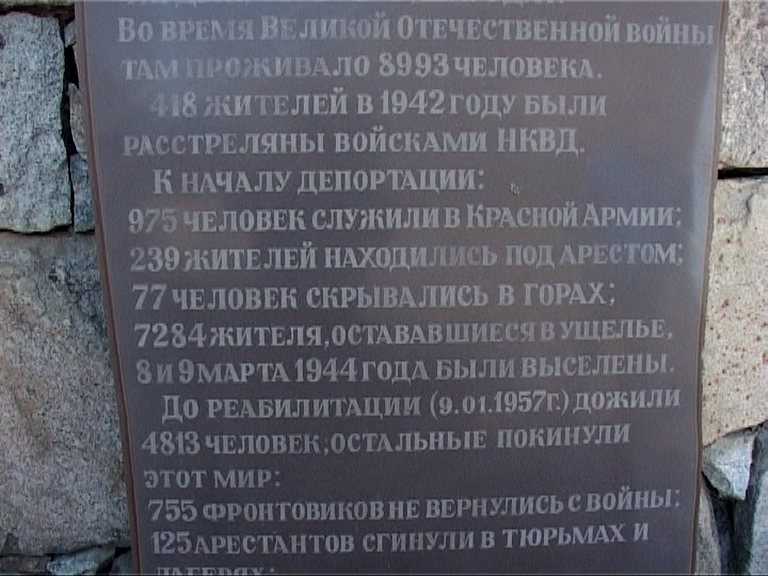 Во время Великой Отечественной войны
там проживало 8993 человека.
418 жителей в 1942 году были
расстреляны войсками НКВД.
К началу депортации:
975 человек служили в Красной Армии;
239 жителей находились под арестом;
77 человек скрывались в горах;
7284 жителя, остававшиеся в ущелье,
8 и 9 марта 1944 года были выселены.
До реабилитации (9.01.1957г.) дожили
4813 человек, остальные покинули
этот мир:
755 фронтовиков не вернулись с войны;
125 арестантов сгинули в тюрьмах и
лагерях;